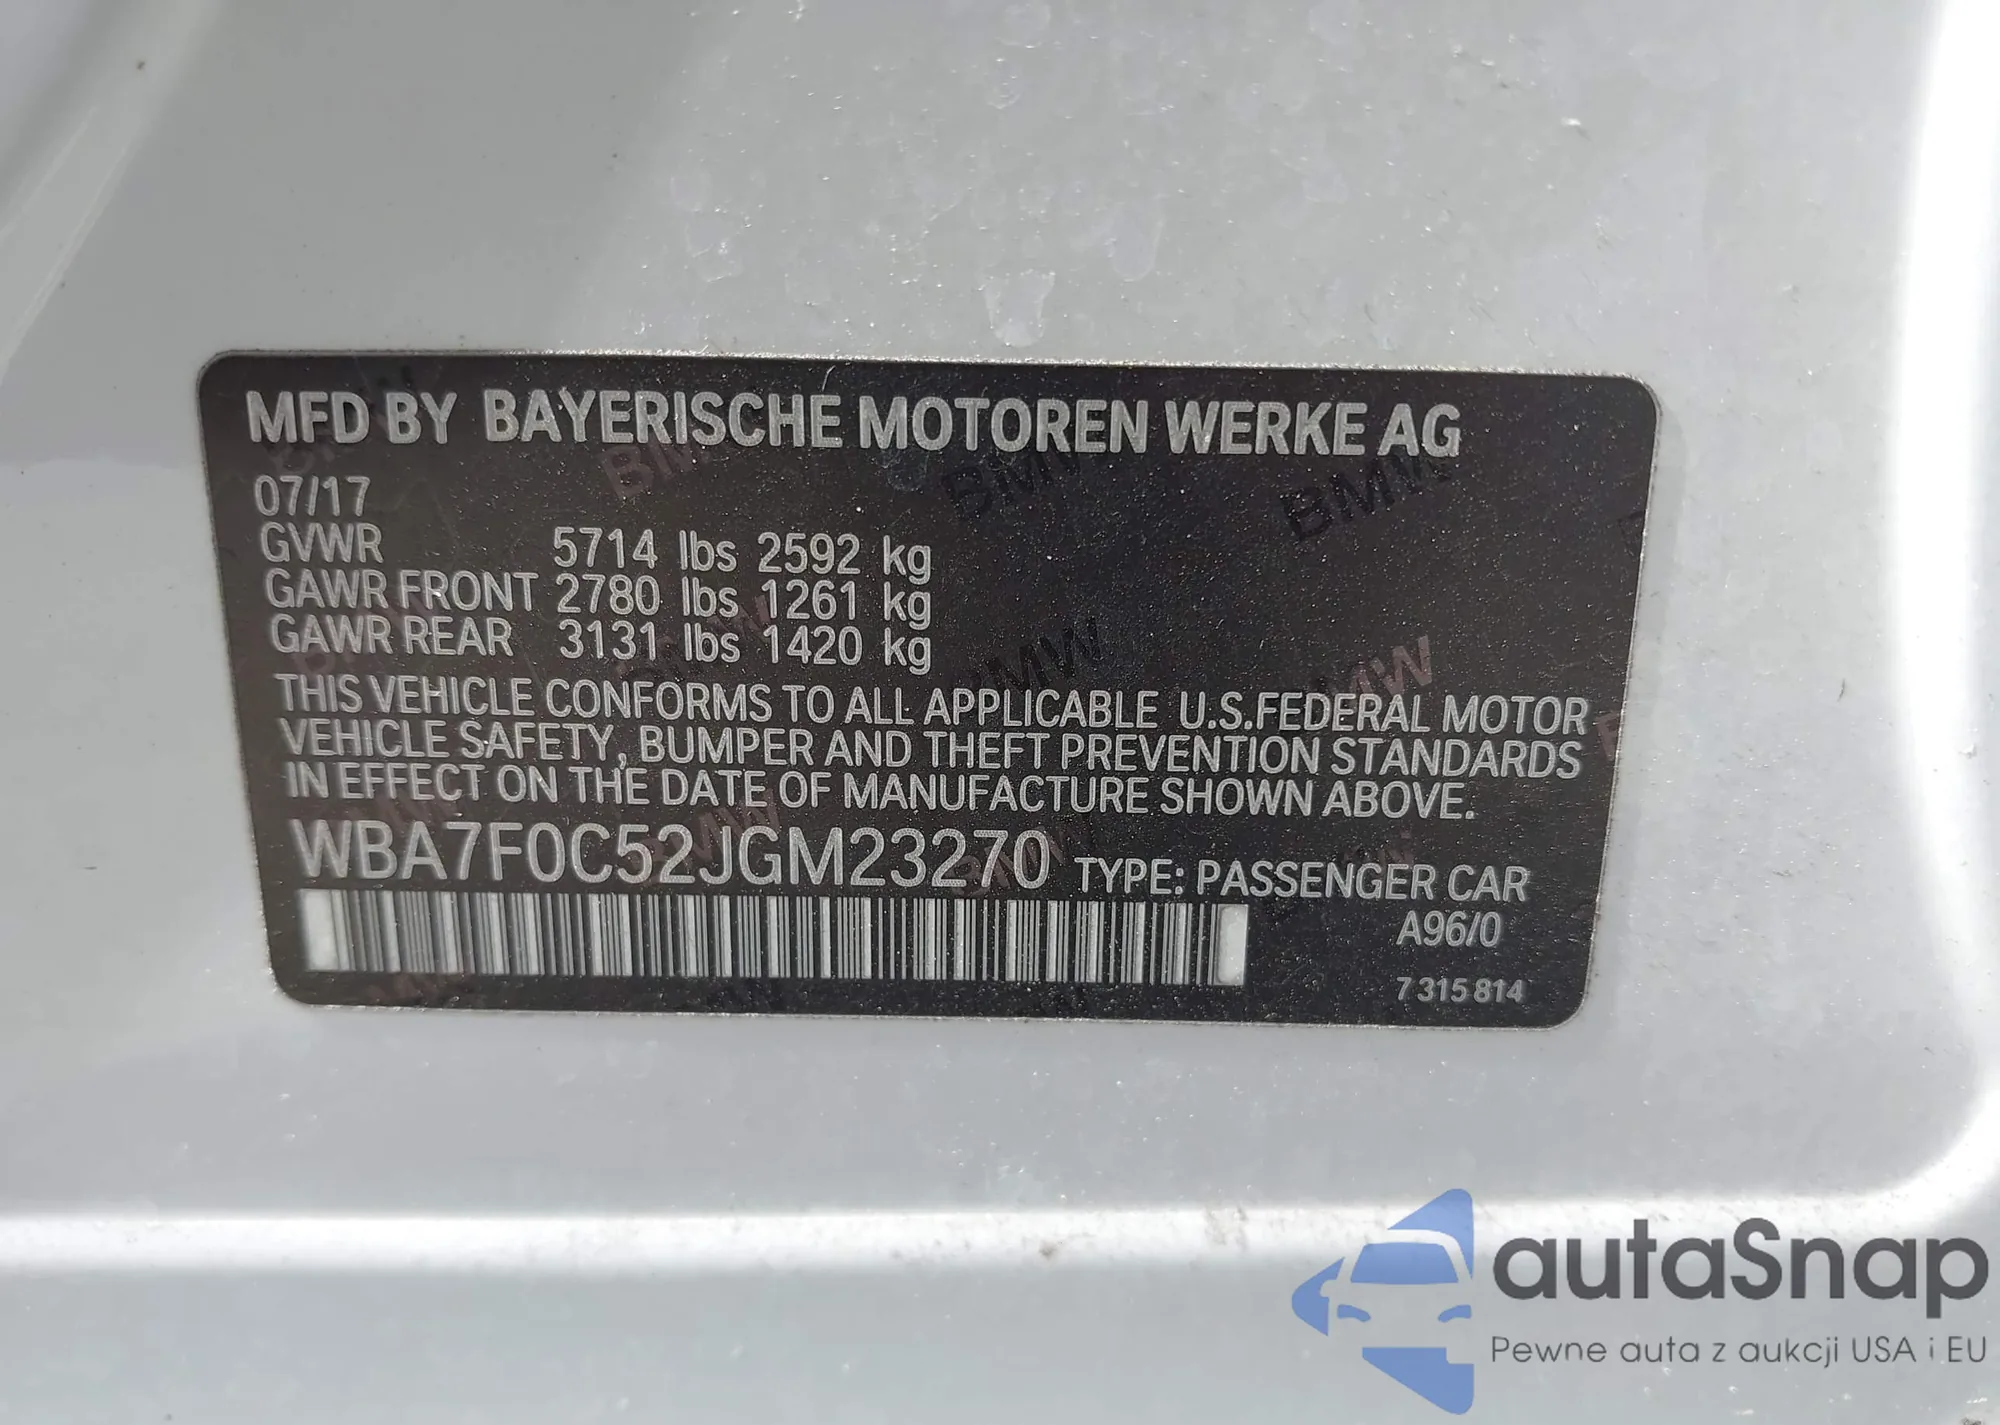 MFD BY BAYERISCHE MOTOREN WERKE AG
07/17
GVWR 5714 lbs 2592 kg
GAWR FRONT 2780 lbs 1261 kg
GAWR REAR 3131 lbs 1420 kg
THIS VEHICLE CONFORMS TO ALL APPLICABLE U.S.FEDERAL MOTOR
VEHICLE SAFETY, BUMPER AND THEFT PREVENTION STANDARDS
IN EFFECT ON THE DATE OF MANUFACTURE SHOWN ABOVE.
WBA7F0C52JGM23270 TYPE: PASSENGER CAR
A96/0
7 315 814
autaSnap
Pewne auta z aukcji USA i EU